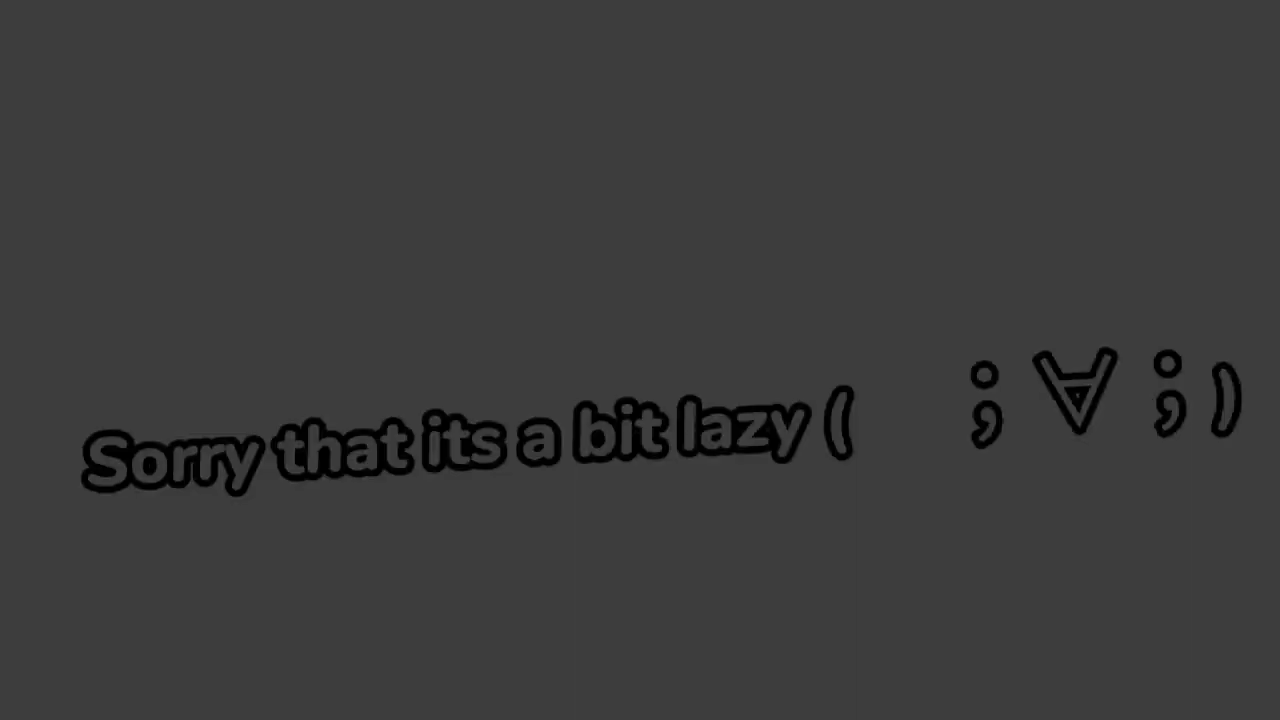 Sorry that its a bit lazy (　;∀;)